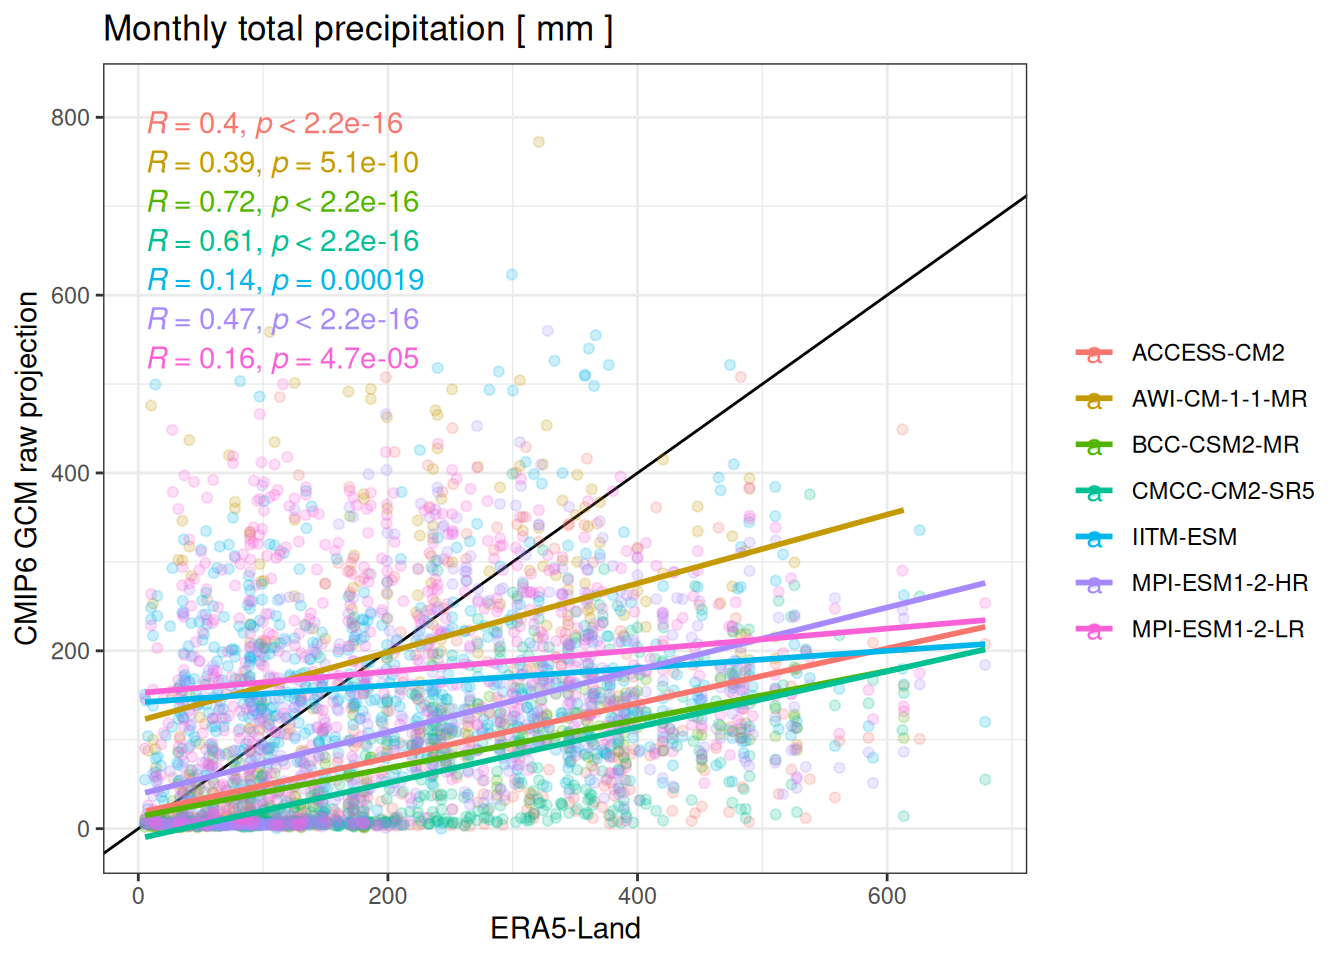 Monthly total precipitation [ mm ]
R = 0.4, p < 2.2e-16
R = 0.39, p = 5.1e-10
R = 0.72, p < 2.2e-16
R = 0.61, p < 2.2e-16
R = 0.14, p = 0.00019
R = 0.47, p < 2.2e-16
R = 0.16, p = 4.7e-05
800
600
400
200
0
CMIP6 GCM raw projection
0 200 400 600
ERA5-Land
a ACCESS-CM2
a AWI-CM-1-1-MR
a BCC-CSM2-MR
a CMCC-CM2-SR5
a IITM-ESM
a MPI-ESM1-2-HR
a MPI-ESM1-2-LR